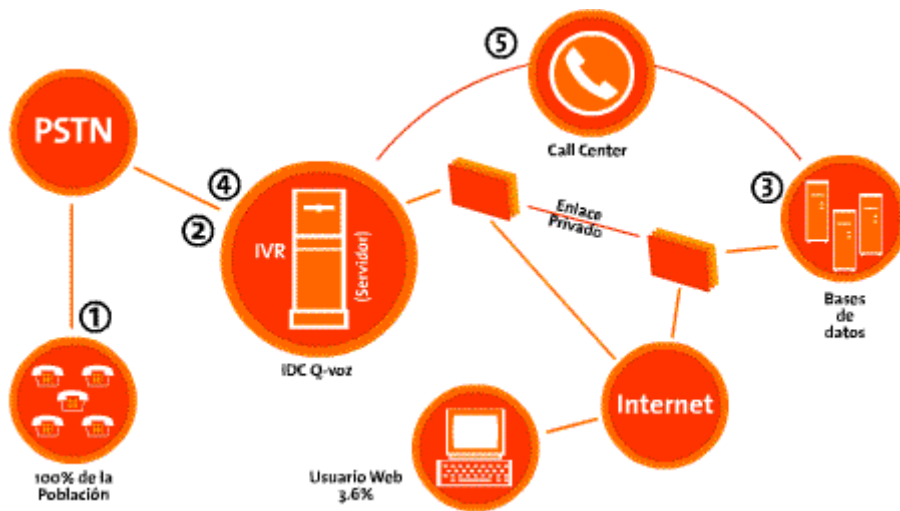 ⑤
PSTN
Call Center
④
③
②
IVR
(Servidor)
Enlace
Privado
Bases
de
datos
①
IDC Q-voz
Internet
100% de la
Población
Usuario Web
3.6%